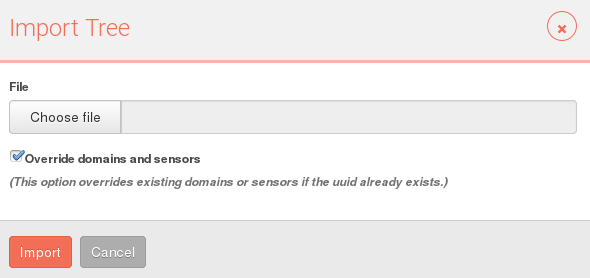 Import Tree
File
Choose file
Override domains and sensors
(This option overrides existing domains or sensors if the uuid already exists.)
Import Cancel